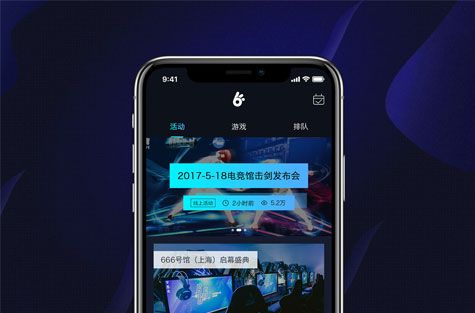 9:41
活动 游戏 排队
2017-5-18电竞馆击剑发布会
线上活动 2小时前 5.2万
666号馆（上海）启幕盛典